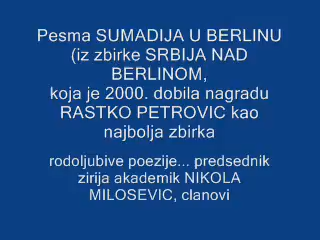 Pesma SUMADIJA U BERLINU
(iz zbirke SRBIJA NAD
BERLINOM,
koja je 2000. dobila nagradu
RASTKO PETROVIC kao
najbolja zbirka
rodoljubive poezije... predsednik
zirija akademik NIKOLA
MILOSEVIC, clanovi